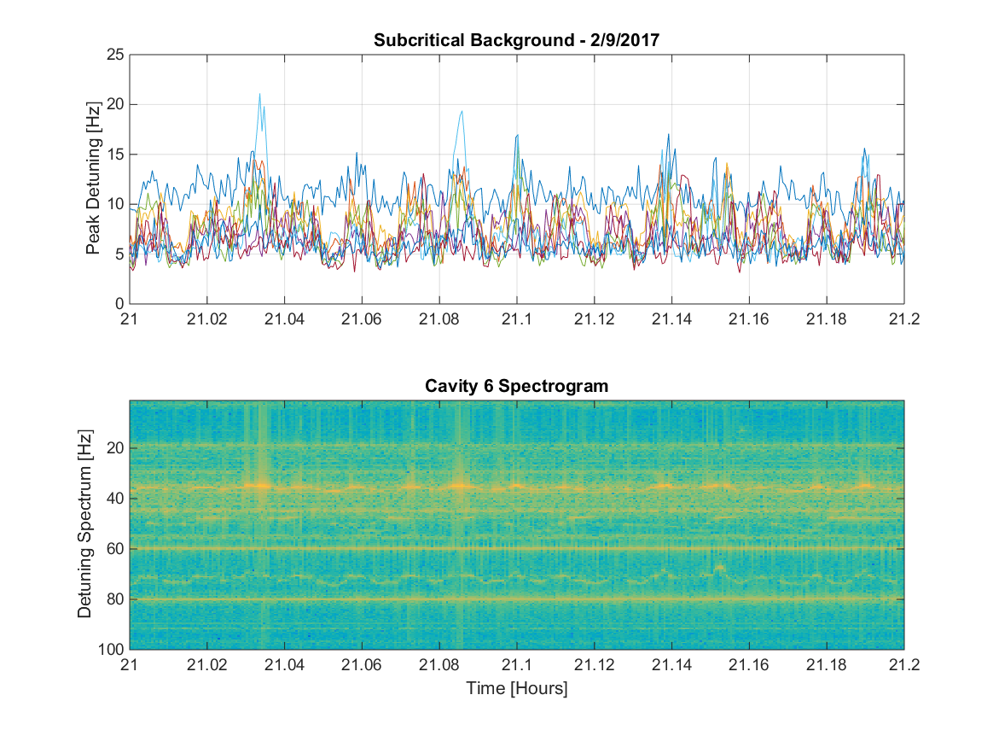 Subcritical Background - 2/9/2017
25
20
15
10
5
0
Peak Detuning [Hz]
21 21.02 21.04 21.06 21.08 21.1 21.12 21.14 21.16 21.18 21.2
Cavity 6 Spectrogram
20
40
60
80
100
Detuning Spectrum [Hz]
21 21.02 21.04 21.06 21.08 21.1 21.12 21.14 21.16 21.18 21.2
Time [Hours]